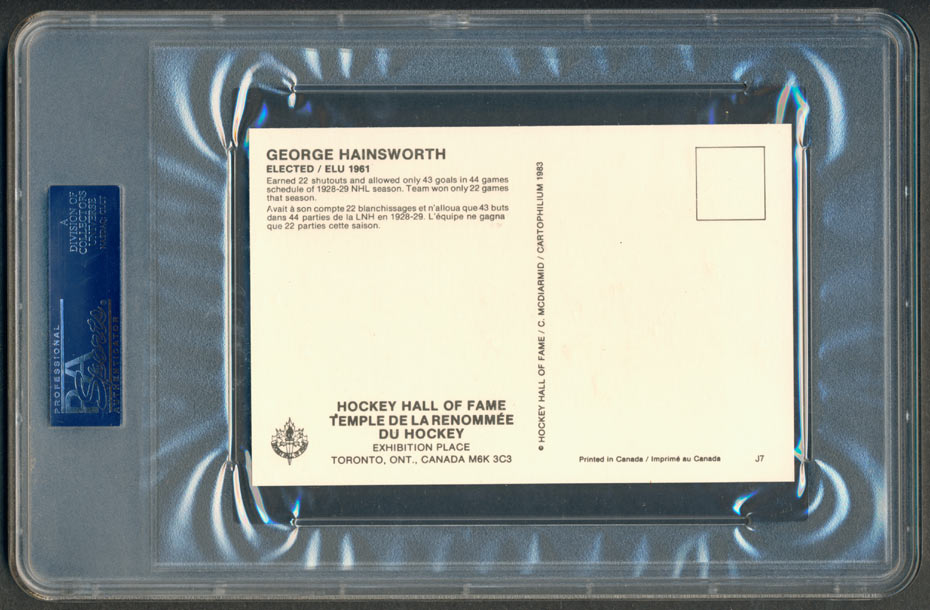 GEORGE HAINSWORTH
ELECTED / ELU 1961
Earned 22 shutouts and allowed only 43 goals in 44 games
schedule of 1928-29 NHL season. Team won only 22 games
that season.
Avait à son compte 22 blanchissages et n'alloua que 43 buts
dans 44 parties de la LNH en 1928-29. L'équipe ne gagna
que 22 parties cette saison.
HOCKEY HALL OF FAME
TEMPLE DE LA RENOMMÉE
DU HOCKEY
EXHIBITION PLACE
TORONTO, ONT., CANADA M6K 3C3
© HOCKEY HALL OF FAME / C. MCDIARMID / CARTOPHILIUM 1983
Printed in Canada / Imprimé au Canada
J7
A
DIVISION OF
COLLECTORS
UNIVERSE
NASDAQ: CLCT
PROFESSIONAL
PSA
AUTHENTICATOR